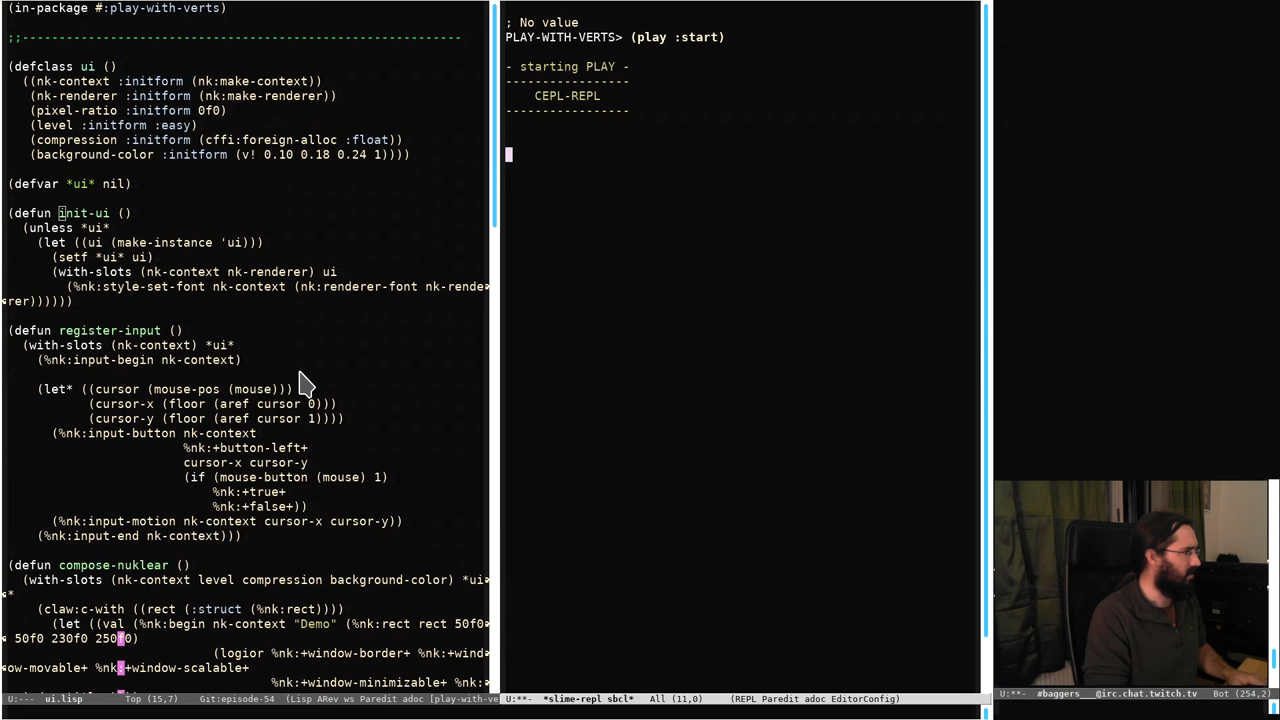 (in-package #:play-with-verts)
;;------------------------------------------------------------
(defclass ui ()
((nk-context :initform (nk:make-context))
(nk-renderer :initform (nk:make-renderer))
(pixel-ratio :initform 0f0)
(level :initform :easy)
(compression :initform (cffi:foreign-alloc :float))
(background-color :initform (v! 0.10 0.18 0.24 1))))
(defvar *ui* nil)
(defun init-ui ()
(unless *ui*
(let ((ui (make-instance 'ui)))
(setf *ui* ui)
(with-slots (nk-context nk-renderer) ui
(%nk:style-set-font nk-context (nk:renderer-font nk-rende
rer))))))
(defun register-input ()
(with-slots (nk-context) *ui*
(%nk:input-begin nk-context)
(let* ((cursor (mouse-pos (mouse)))
(cursor-x (floor (aref cursor 0)))
(cursor-y (floor (aref cursor 1))))
(%nk:input-button nk-context
%nk:+button-left+
cursor-x cursor-y
(if (mouse-button (mouse) 1)
%nk:+true+
%nk:+false+))
(%nk:input-motion nk-context cursor-x cursor-y))
(%nk:input-end nk-context)))
(defun compose-nuklear ()
(with-slots (nk-context level compression background-color) *ui
*
(claw:c-with ((rect (:struct (%nk:rect))))
(let ((val (%nk:begin nk-context "Demo" (%nk:rect rect 50f0
50f0 230f0 250f0)
(logior %nk:+window-border+ %nk:+wind
ow-movable+ %nk:+window-scalable+
%nk:+window-minimizable+ %nk:
U:--- ui.lisp Top (15,7) Git:episode-54 (Lisp ARev ws Paredit adoc [play-with-ve
; No value
PLAY-WITH-VERTS> (play :start)
- starting PLAY -
-----------------
CEPL-REPL
-----------------
U:**- *slime-repl sbcl* All (11,0) (REPL Paredit adoc EditorConfig)
U:**- #baggers___@irc.chat.twitch.tv Bot (254,2)